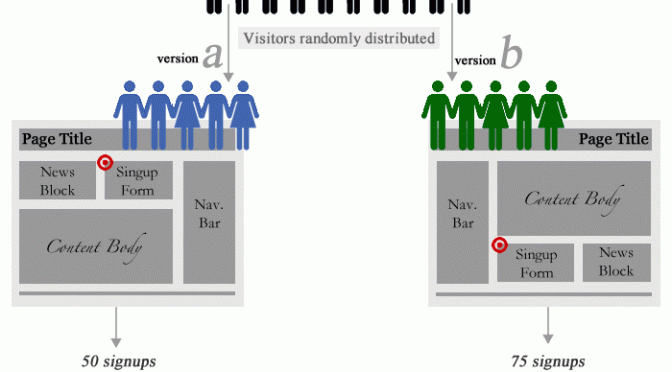 Visitors randomly distributed
version a
version b
Page Title
News
Block
Singup
Form
Nav.
Bar
Content Body
Page Title
Nav.
Bar
Content Body
Singup
Form
News
Block
50 signups
75 signups